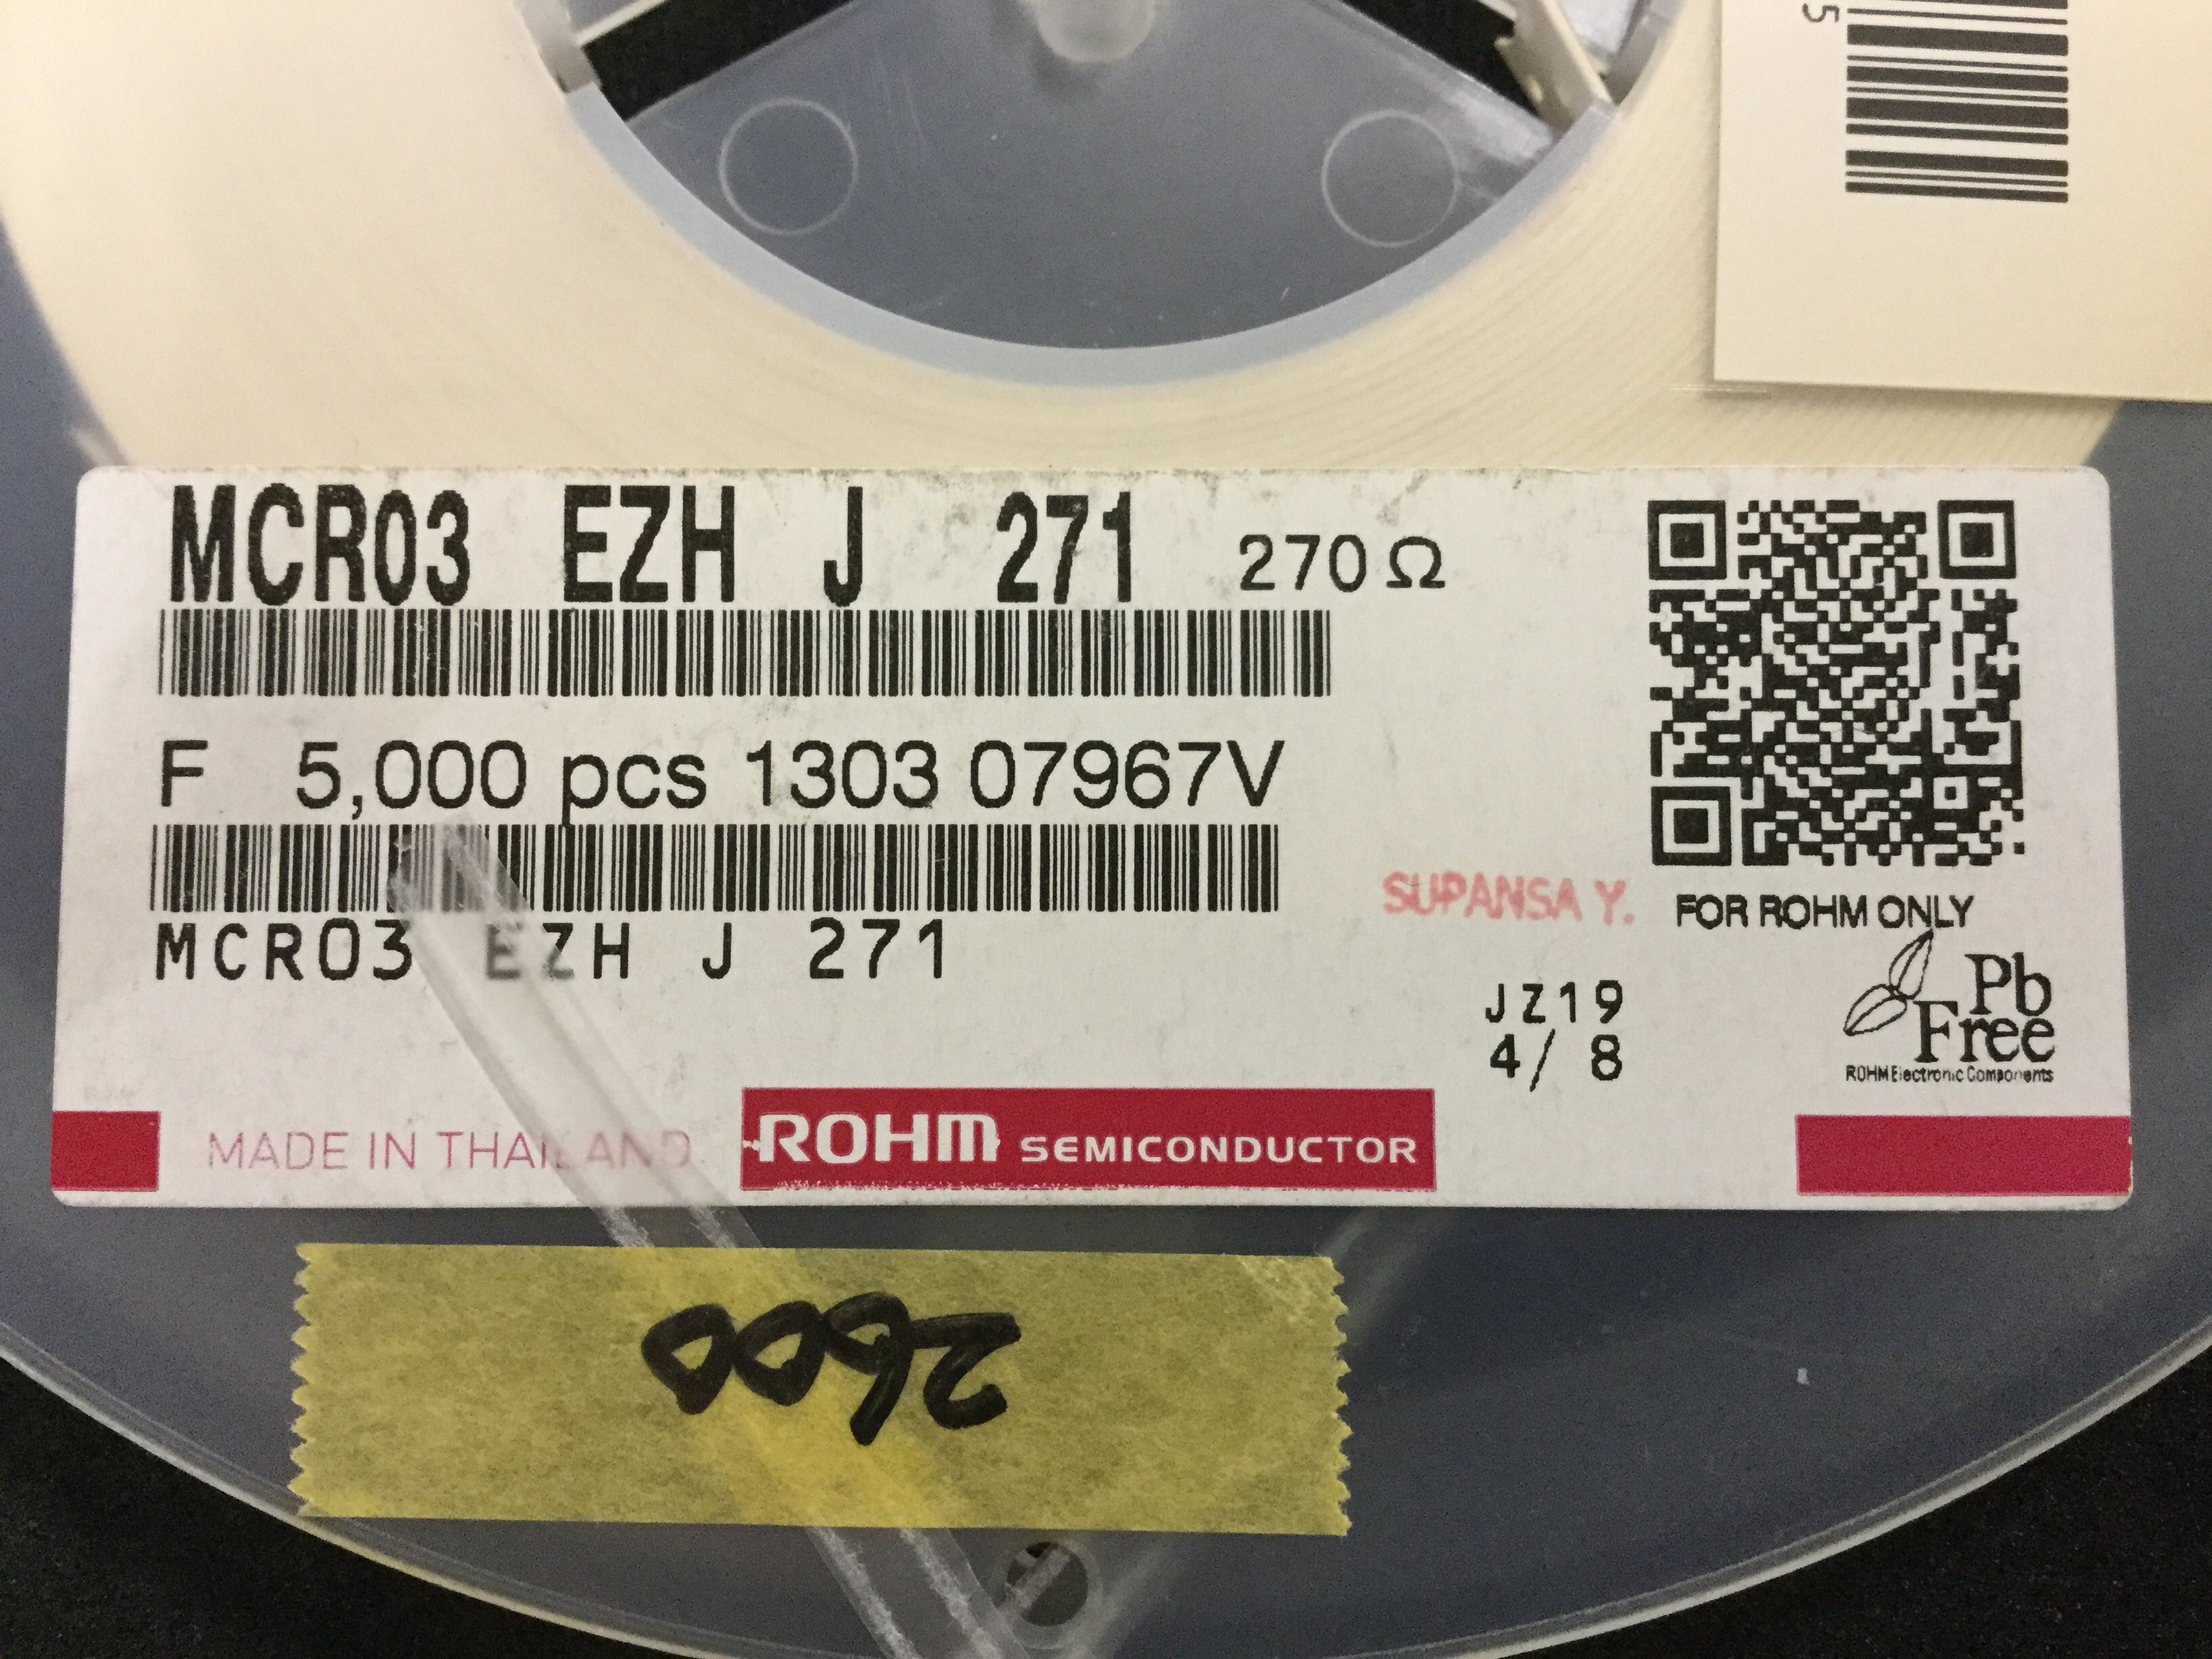 5
MCR03 EZH J 271 270Ω
F 5,000 pcs 1303 07967V
SUPANSA Y.
FOR ROHM ONLY
MCR03 EZH J 271
JZ19
4/ 8
Pb
Free
ROHM Electronic Components
MADE IN THAILAND
ROHM SEMICONDUCTOR
2600